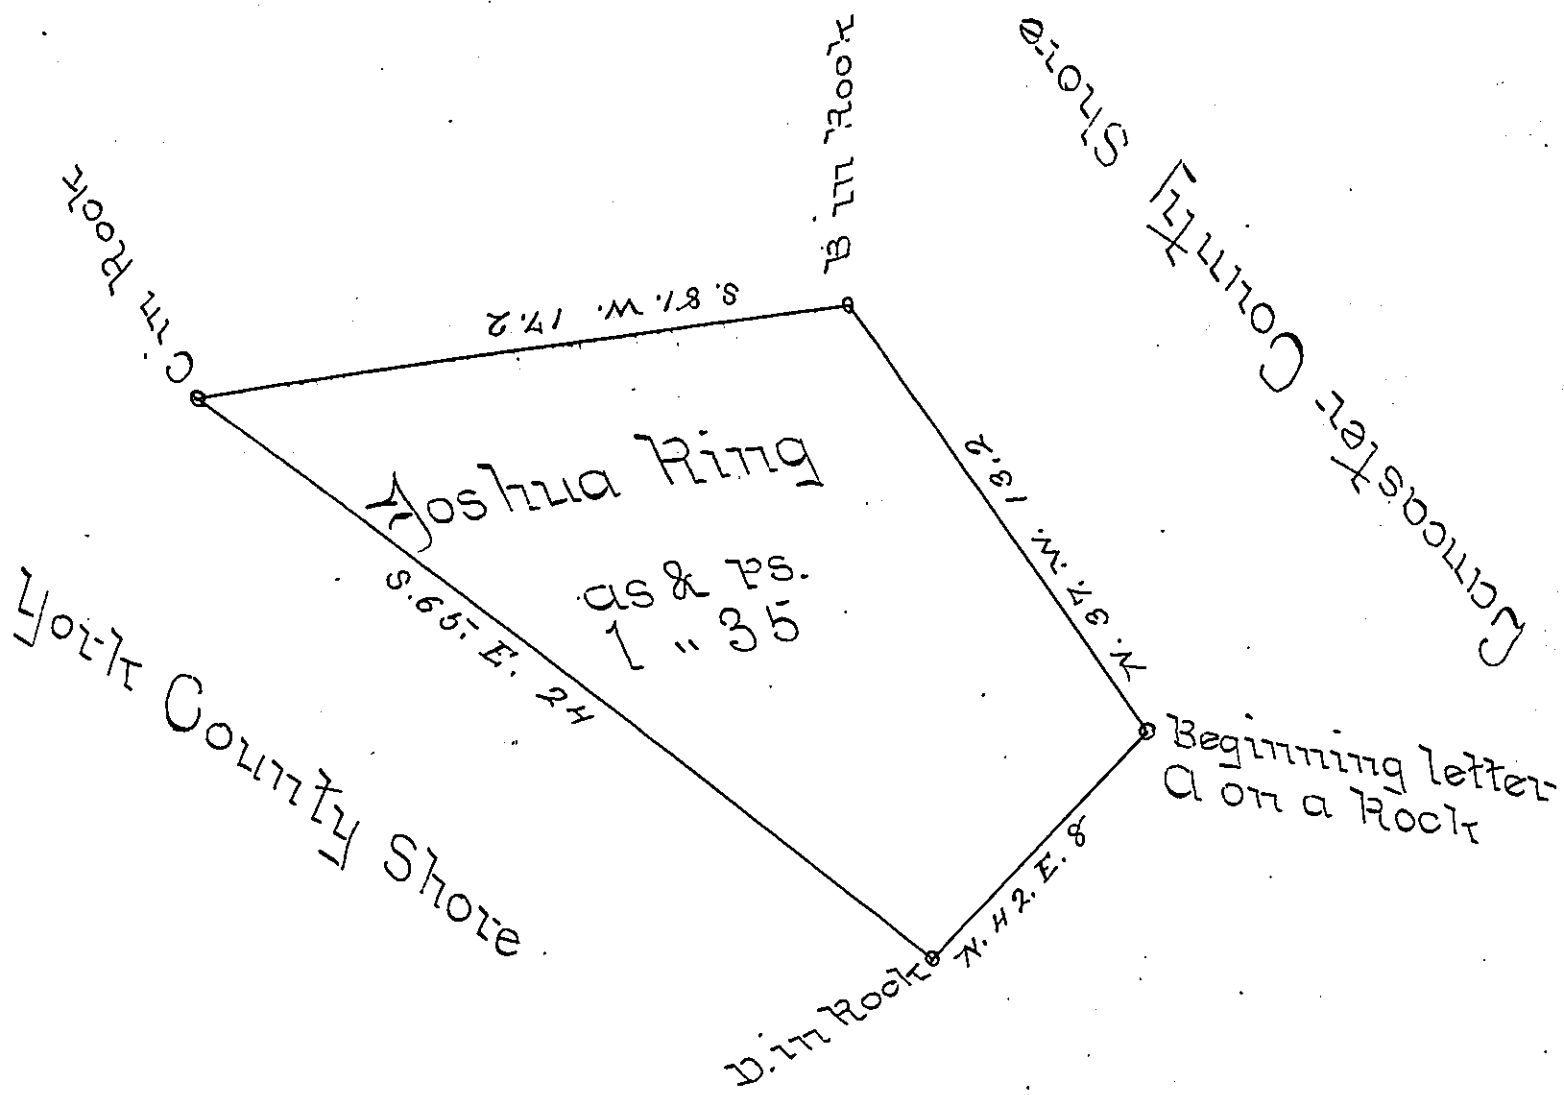 Lancaster County Shore
B in Rock
C in Rock
S. 81. W. 17.2
N. 37. W. 13.2
Joshua King
as & ps.
1 " 35
S. 65. E. 24
York County Shore
Beginning letter
A on a Rock
N. 42. E. 8
D. in Rock